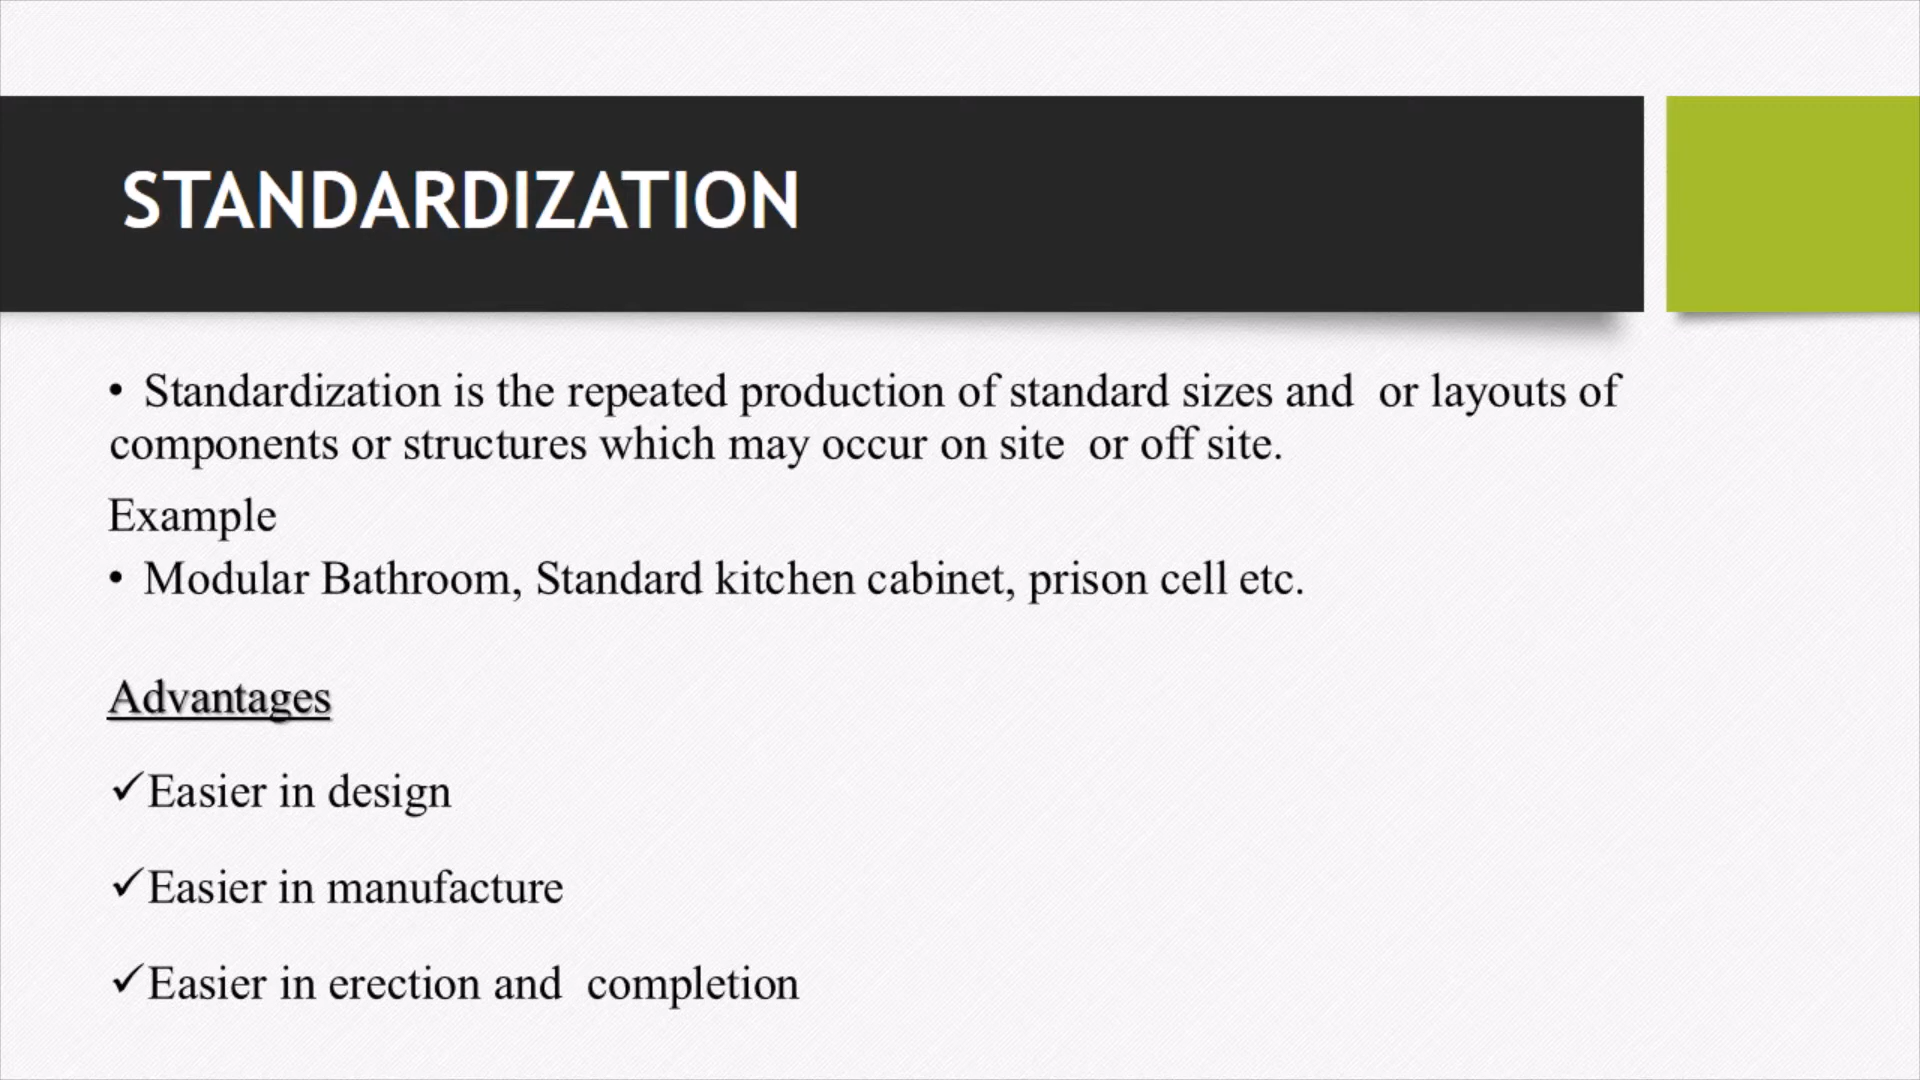 STANDARDIZATION
• Standardization is the repeated production of standard sizes and  or layouts of
components or structures which may occur on site  or off site.
Example
• Modular Bathroom, Standard kitchen cabinet, prison cell etc.
Advantages
✓Easier in design
✓Easier in manufacture
✓Easier in erection and  completion